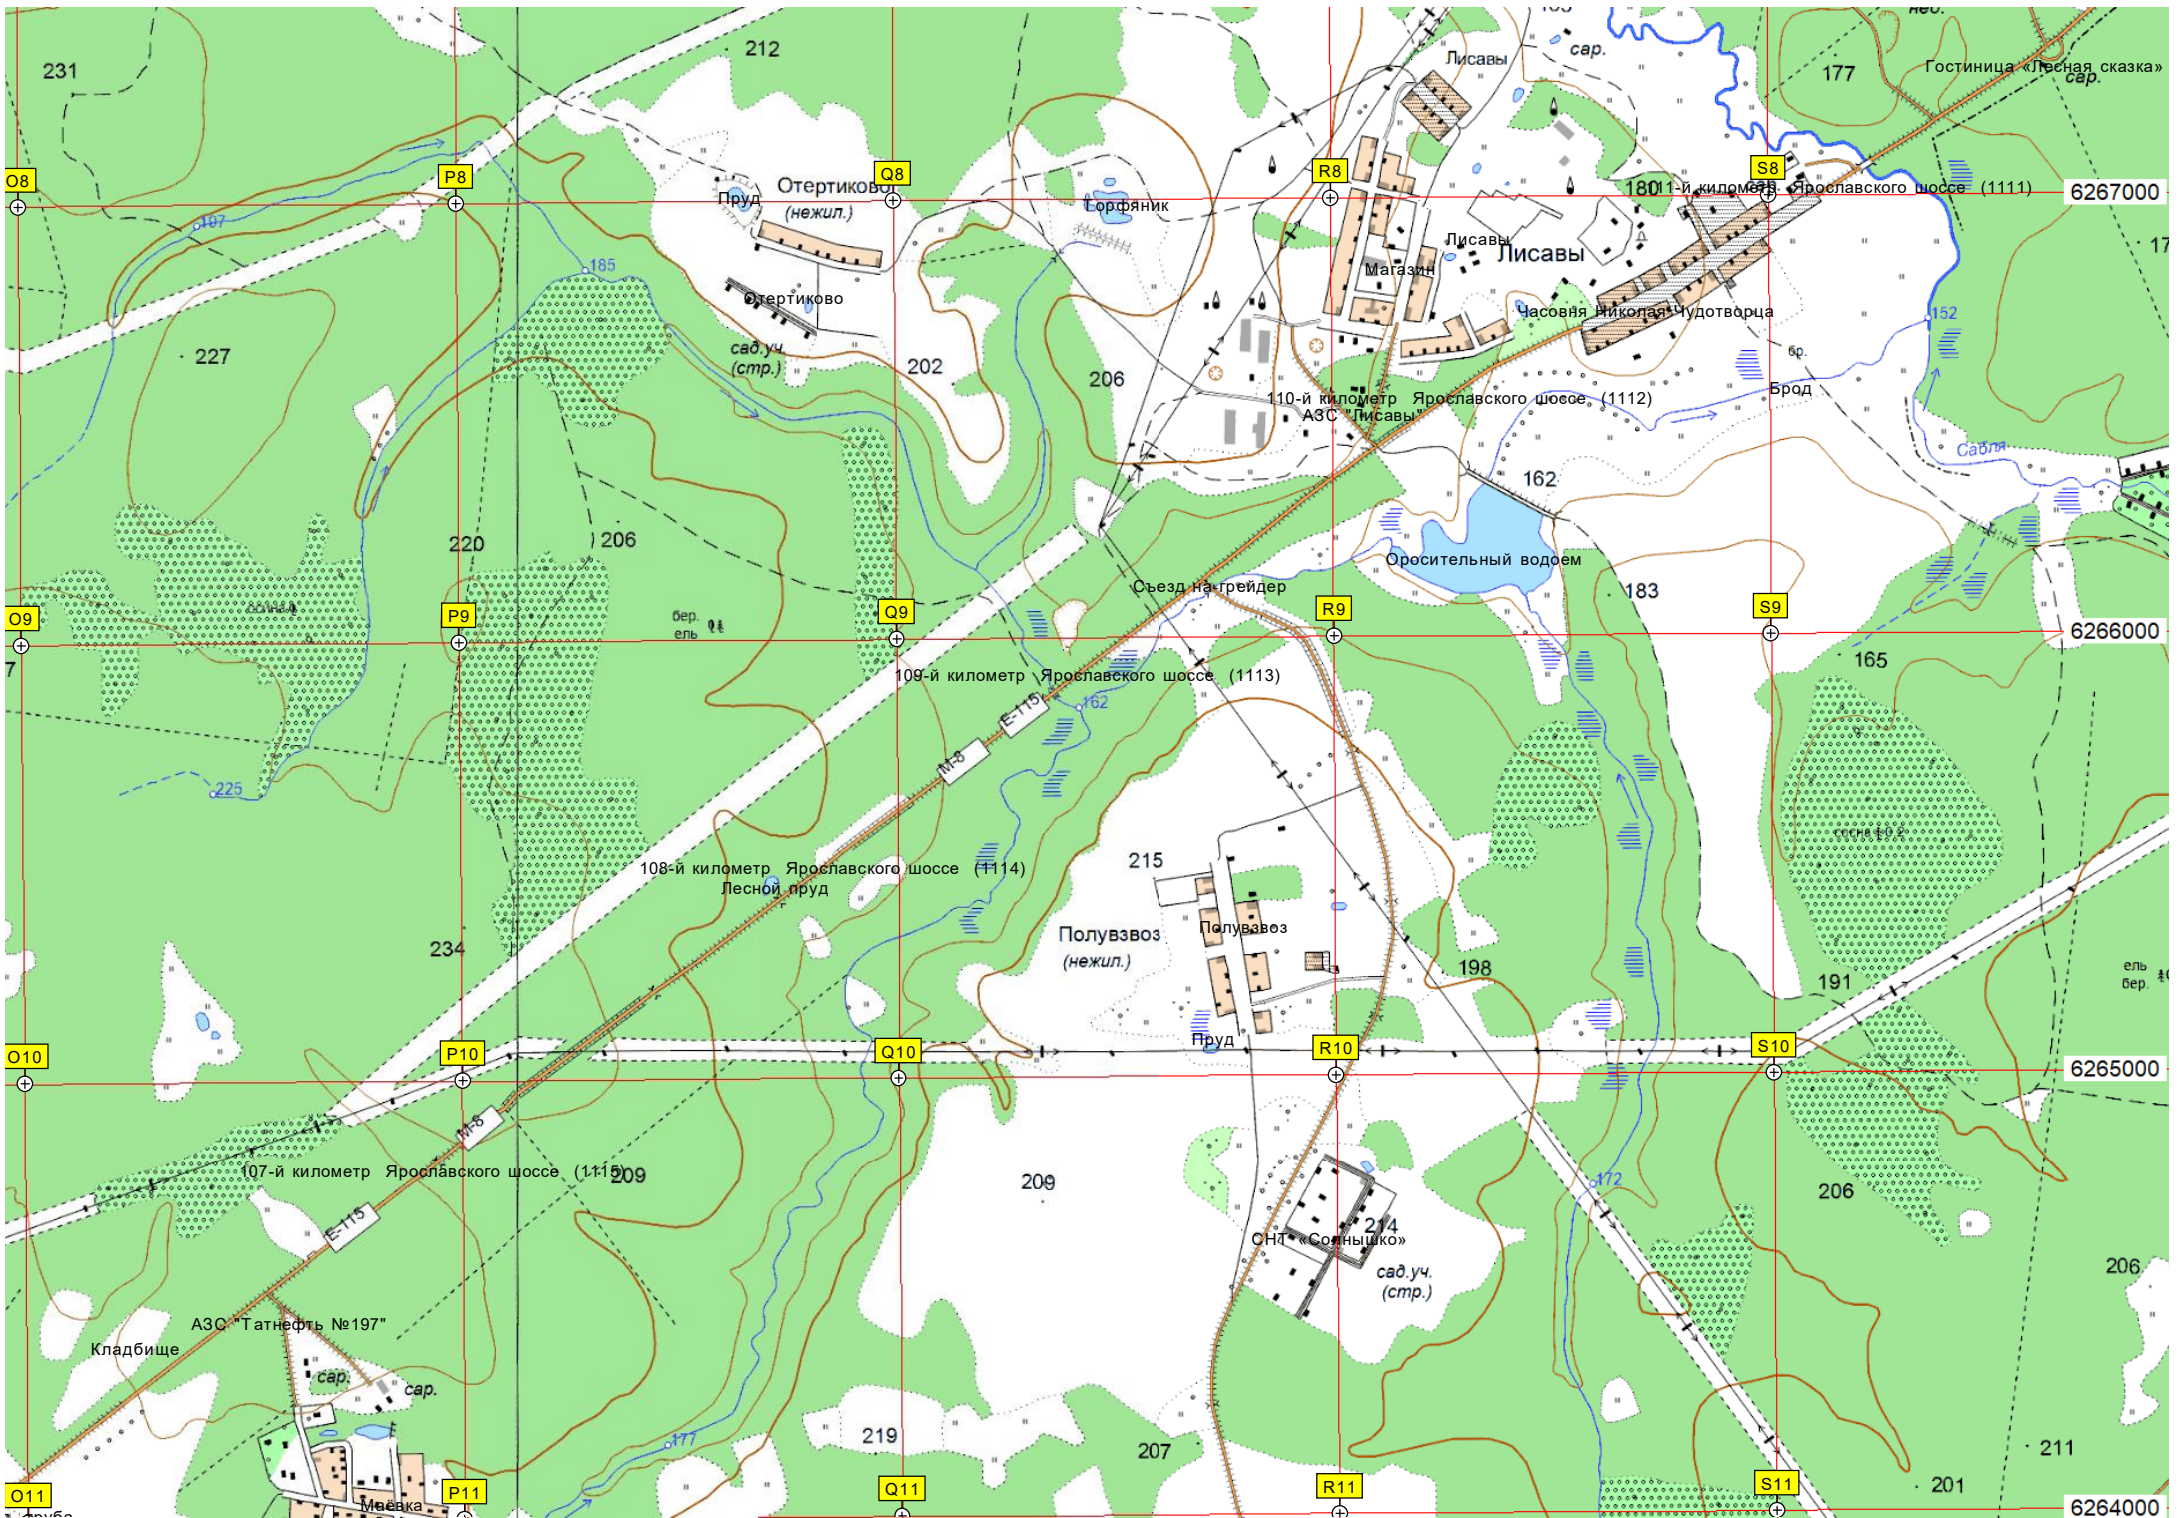 212
231
Лисавы
сар.
177
Гостиница «Лесная сказка»
сар.
O8
P8
Q8
R8
S8
6267000
Отертиково
(нежил.)
Пруд
Торфяник
180
111-й километр Ярославского шоссе (1111)
197
185
Лисавы
Лисавы
Магазин
17
Отертиково
Часовня Николая Чудотворца
152
сад.уч.
(стр.)
227
202
206
бр.
Брод
110-й километр Ярославского шоссе (1112)
АЗС "Лисавы"
Сабля
162
220
206
Оросительный водоем
Съезд на грейдер
183
O9
P9
Q9
R9
S9
6266000
бер.
ель
7
165
109-й километр Ярославского шоссе (1113)
162
E-115
M-8
225
215
108-й километр Ярославского шоссе (1114)
Лесной пруд
234
Полувзвоз
(нежил.)
Полувзвоз
198
191
ель
бер.
Пруд
O10
P10
Q10
R10
S10
6265000
M-8
107-й километр Ярославского шоссе (1115)
209
209
172
206
E-115
214
СНТ «Солнышко»
сад.уч.
(стр.)
206
АЗС "Татнефть №197"
Кладбище
сар.
сар.
219
207
177
211
201
O11
P11
Q11
R11
S11
Маёвка
6264000